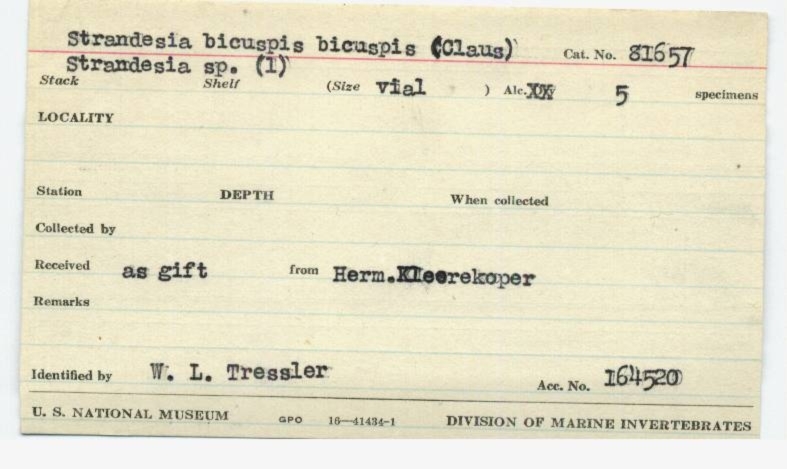 Strandesia bicuspis bicuspis (Claus) Cat. No. 81657
Strandesia sp. (1)
Stack Shelf (Size vial ) Alc. XX 5 specimens
LOCALITY
Station DEPTH When collected
Collected by
Received as gift from Herm. Kleerekoper
Remarks
Identified by W. L. Tressler Acc. No. 164520
U. S. NATIONAL MUSEUM GPO 16—41434-1 DIVISION OF MARINE INVERTEBRATES